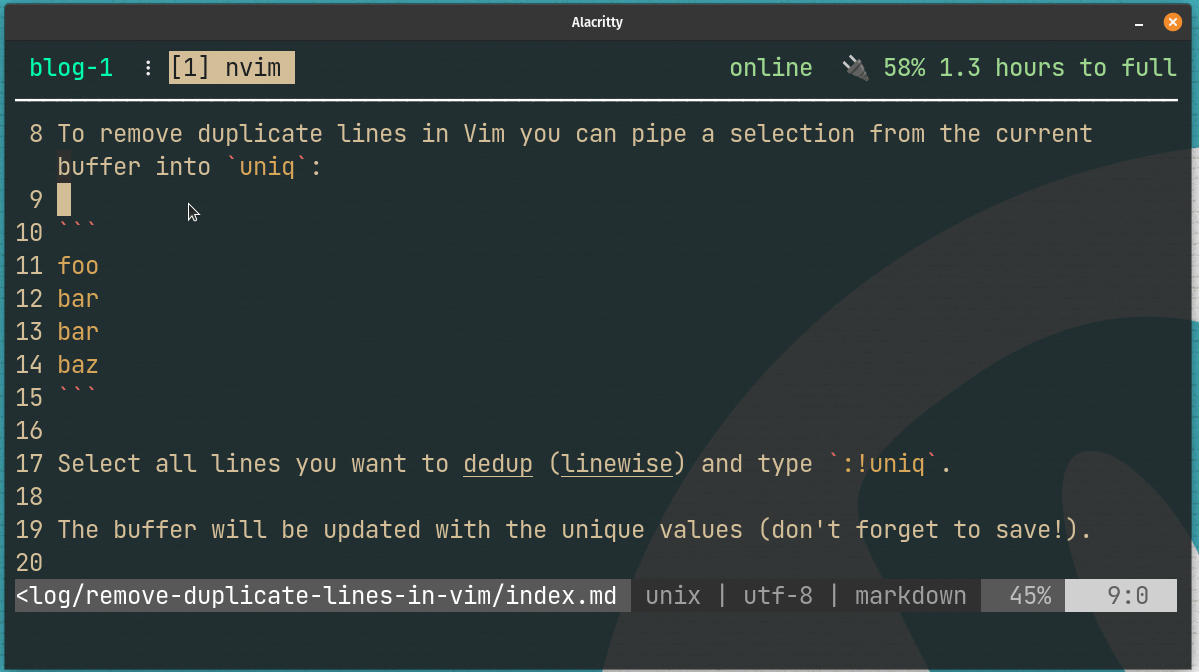 Alacritty
blog-1 : [1] nvim online 🔌 58% 1.3 hours to full
8 To remove duplicate lines in Vim you can pipe a selection from the current
buffer into `uniq`:
9
10 ```
11 foo
12 bar
13 bar
14 baz
15 ```
16
17 Select all lines you want to dedup (linewise) and type `:!uniq`.
18
19 The buffer will be updated with the unique values (don't forget to save!).
20
<log/remove-duplicate-lines-in-vim/index.md unix | utf-8 | markdown 45% 9:0